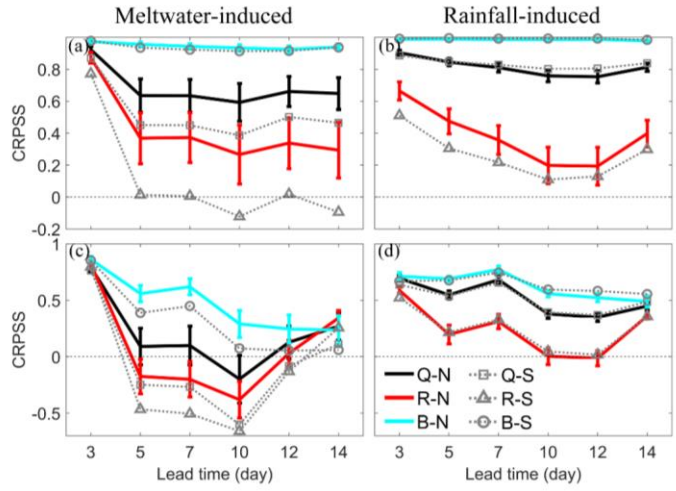 Meltwater-induced Rainfall-induced
(a) (b)
CRPSS
0.8
0.6
0.4
0.2
0
-0.2
(c) (d)
CRPSS
1
0.5
0
-0.5
Q-N Q-S
R-N R-S
B-N B-S
3 5 7 10 12 14 3 5 7 10 12 14
Lead time (day) Lead time (day)